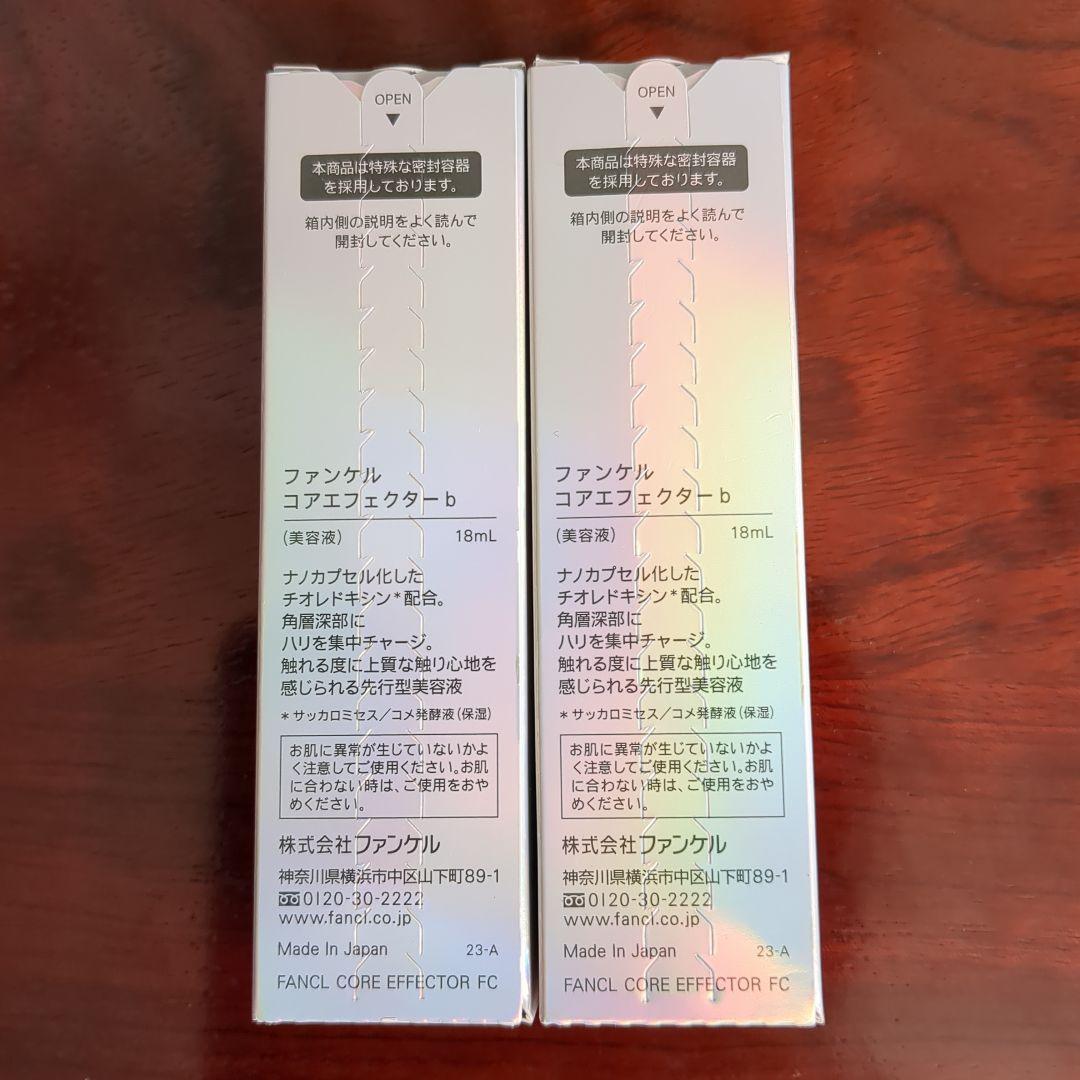 OPEN
本商品は特殊な密封容器
を採用しております。
箱内側の説明をよく読んで
開封してください。
ファンケル
コアエフェクター b
(美容液) 18mL
ナノカプセル化した
チオレドキシン*配合。
角層深部に
ハリを集中チャージ。
触れる度に上質な触り心地を
感じられる先行型美容液
*サッカロミセス/コメ発酵液(保湿)
お肌に異常が生じていないかよ
く注意してご使用ください。お肌
に合わない時は、ご使用をおや
めください。
株式会社ファンケル
神奈川県横浜市中区山下町89-1
0120-30-2222
www.fancl.co.jp
Made In Japan 23-A
FANCL CORE EFFECTOR FC
OPEN
本商品は特殊な密封容器
を採用しております。
箱内側の説明をよく読んで
開封してください。
ファンケル
コアエフェクター b
(美容液) 18mL
ナノカプセル化した
チオレドキシン*配合。
角層深部に
ハリを集中チャージ。
触れる度に上質な触り心地を
感じられる先行型美容液
*サッカロミセス/コメ発酵液(保湿)
お肌に異常が生じていないかよ
く注意してご使用ください。お肌
に合わない時は、ご使用をおや
めください。
株式会社ファンケル
神奈川県横浜市中区山下町89-1
0120-30-2222
www.fancl.co.jp
Made In Japan 23-A
FANCL CORE EFFECTOR FC